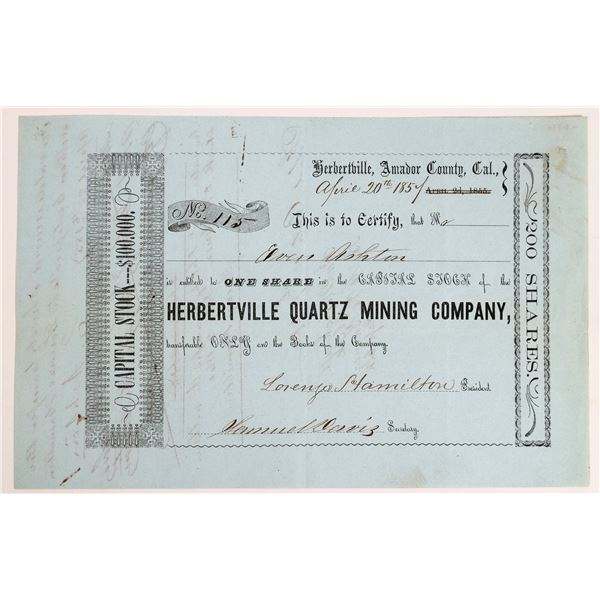 CAPITAL STOCK---$100,000,
Herbertville, Amador County, Cal.,
April 20th 1857 April 2d, 1855.
No. 115
This is to Certify, that Mr
Ashton
is entitled to ONE SHARE in the CAPITAL STOCK of the
HERBERTVILLE QUARTZ MINING COMPANY,
transferable ONLY on the Books of the Company.
Lorenzo Hamilton President
Samuel Davis Secretary.
200 SHARES.